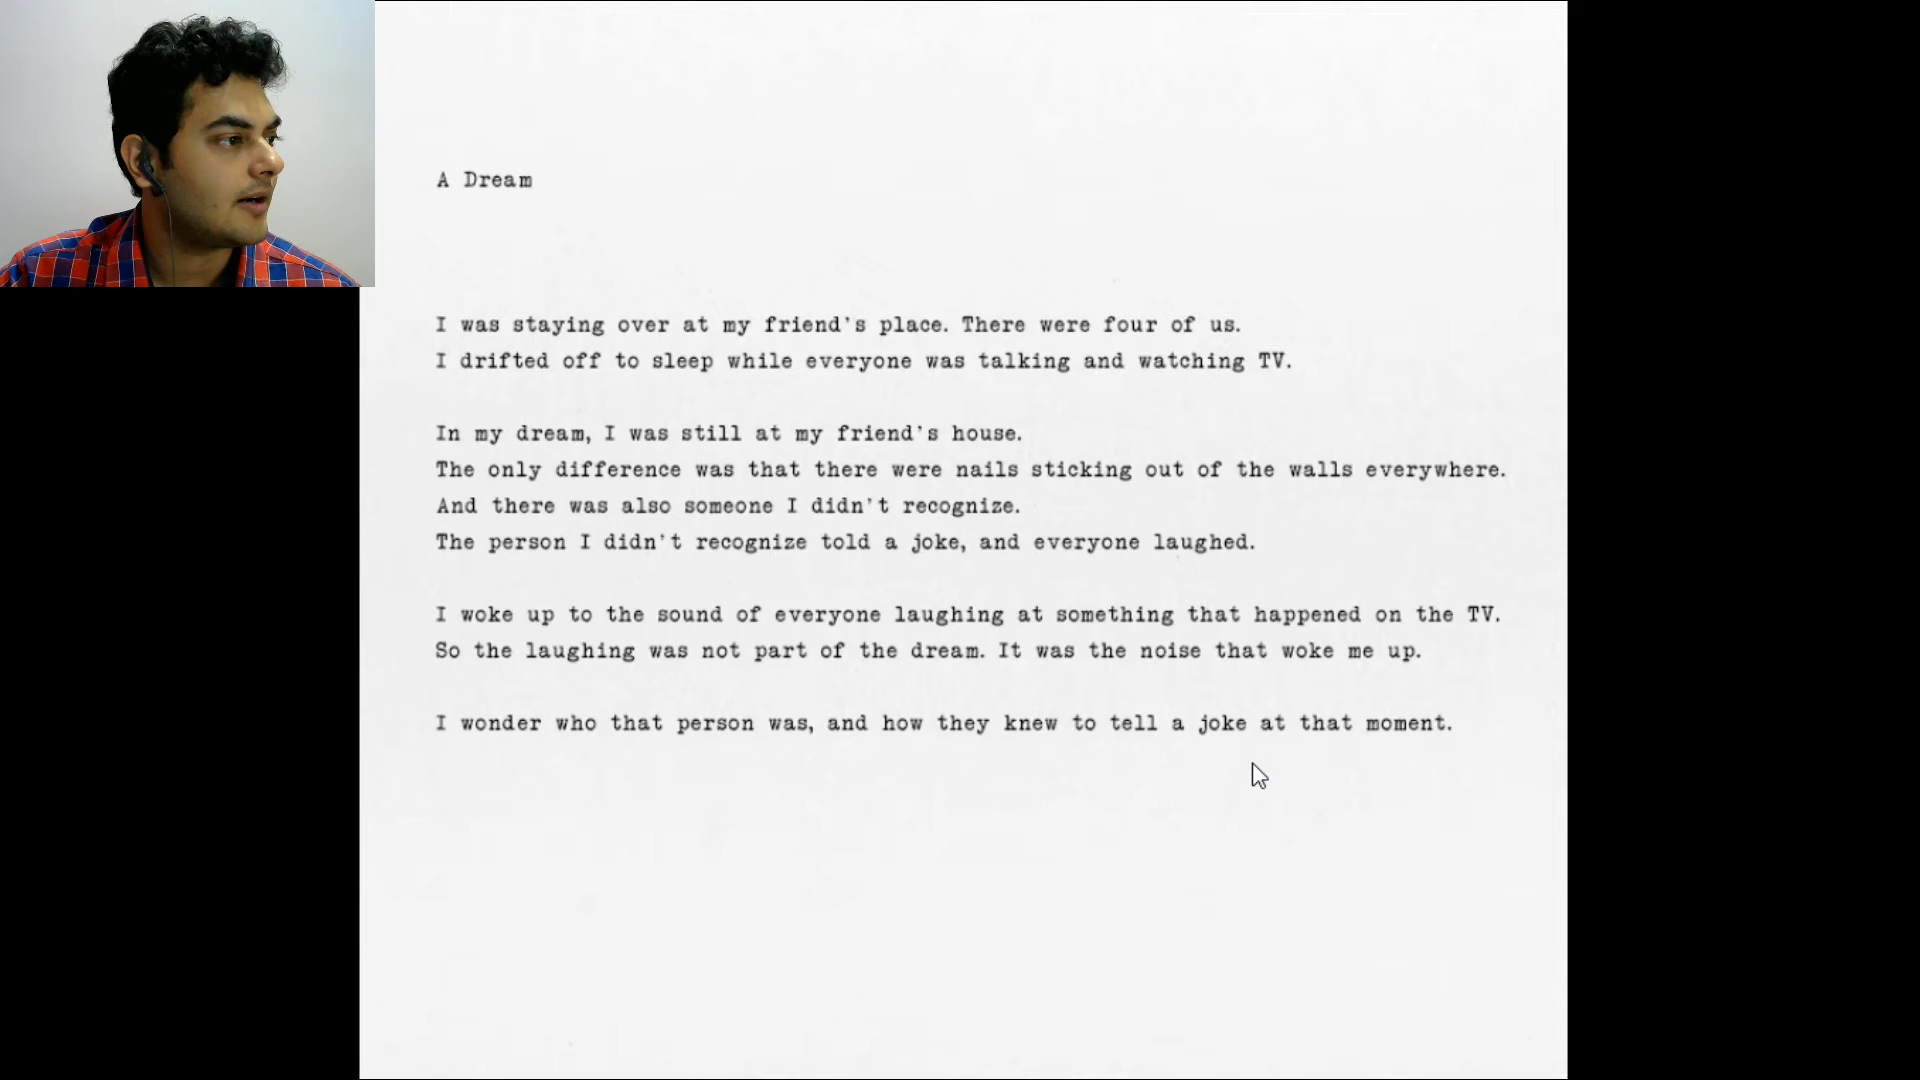 A Dream
I was staying over at my friend's place. There were four of us.
I drifted off to sleep while everyone was talking and watching TV.
In my dream, I was still at my friend's house.
The only difference was that there were nails sticking out of the walls everywhere.
And there was also someone I didn't recognize.
The person I didn't recognize told a joke, and everyone laughed.
I woke up to the sound of everyone laughing at something that happened on the TV.
So the laughing was not part of the dream. It was the noise that woke me up.
I wonder who that person was, and how they knew to tell a joke at that moment.